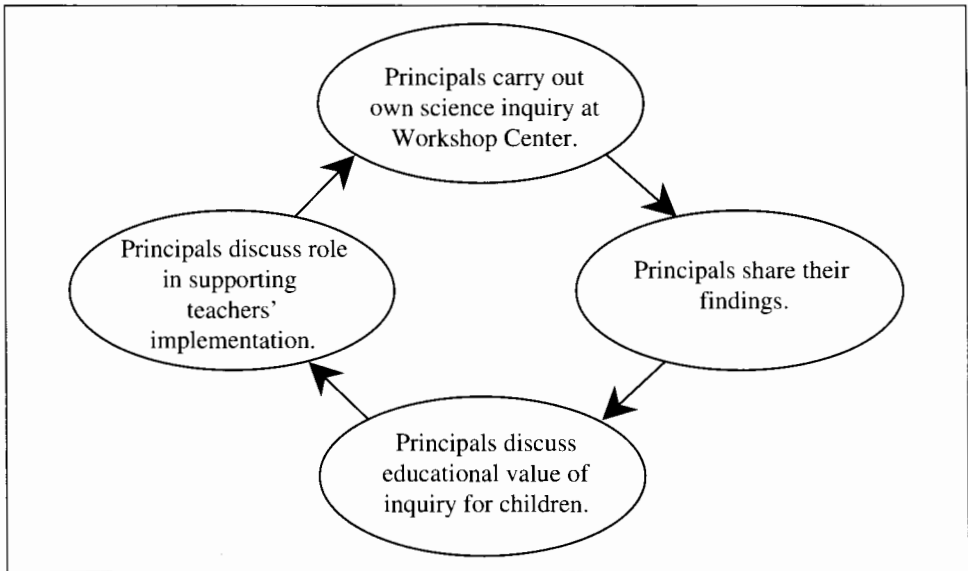 Principals carry out
own science inquiry at
Workshop Center.
Principals share their
findings.
Principals discuss
educational value of
inquiry for children.
Principals discuss role
in supporting
teachers’
implementation.